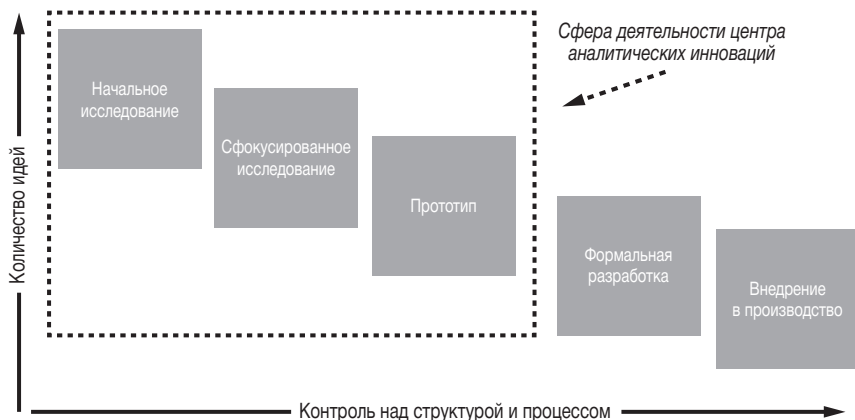 Сфера деятельности центра
аналитических инноваций
Начальное
исследование
Сфокусированное
исследование
Прототип
Формальная
разработка
Внедрение
в производство
Количество идей
Контроль над структурой и процессом